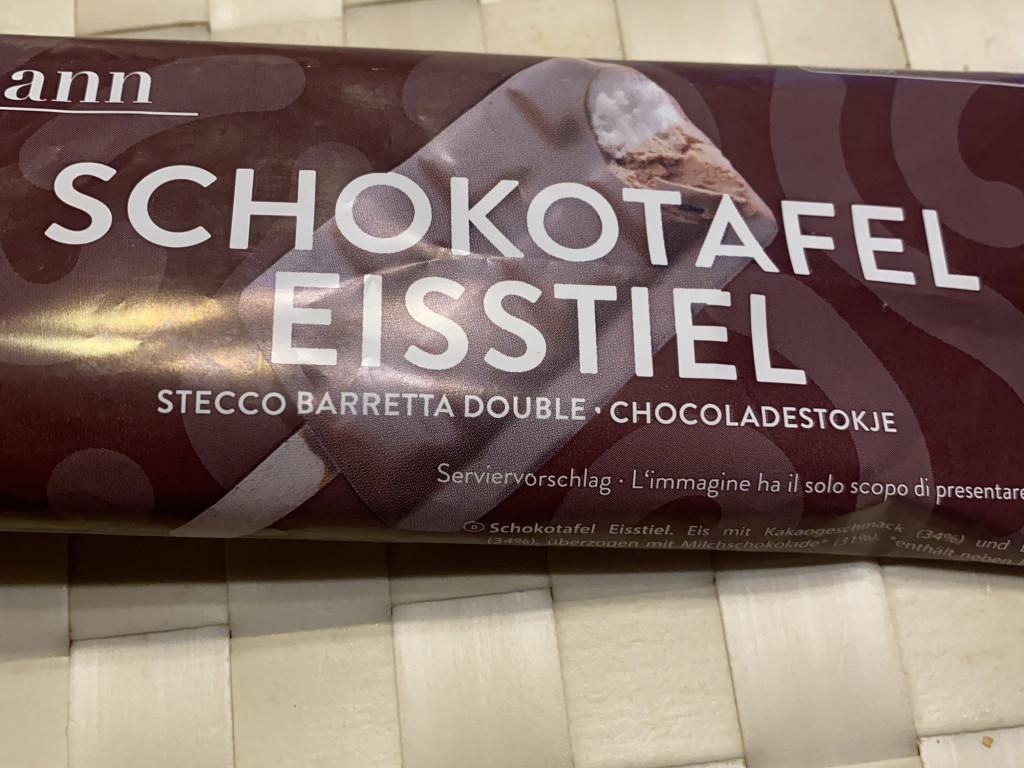 ann
SCHOKOTAFEL
EISSTIEL
STECCO BARRETTA DOUBLE • CHOCOLADESTOKJE
Serviervorschlag · L'immagine ha il solo scopo di presentare
D Schokotafel Eisstiel. Eis mit Kakaogeschmack (34%) und
(34%), überzogen mit Milchschokolade* (31%). *enthält neben